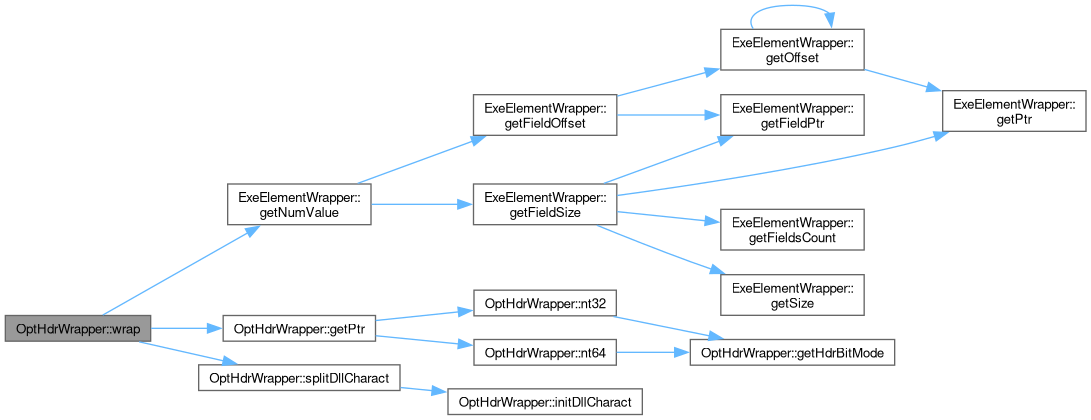 ExeElementWrapper::
getOffset
ExeElementWrapper::
getPtr
ExeElementWrapper::
getFieldOffset
ExeElementWrapper::
getFieldPtr
ExeElementWrapper::
getNumValue
ExeElementWrapper::
getFieldSize
ExeElementWrapper::
getFieldsCount
ExeElementWrapper::
getSize
OptHdrWrapper::wrap
OptHdrWrapper::getPtr
OptHdrWrapper::nt32
OptHdrWrapper::nt64
OptHdrWrapper::getHdrBitMode
OptHdrWrapper::splitDllCharact
OptHdrWrapper::initDllCharact